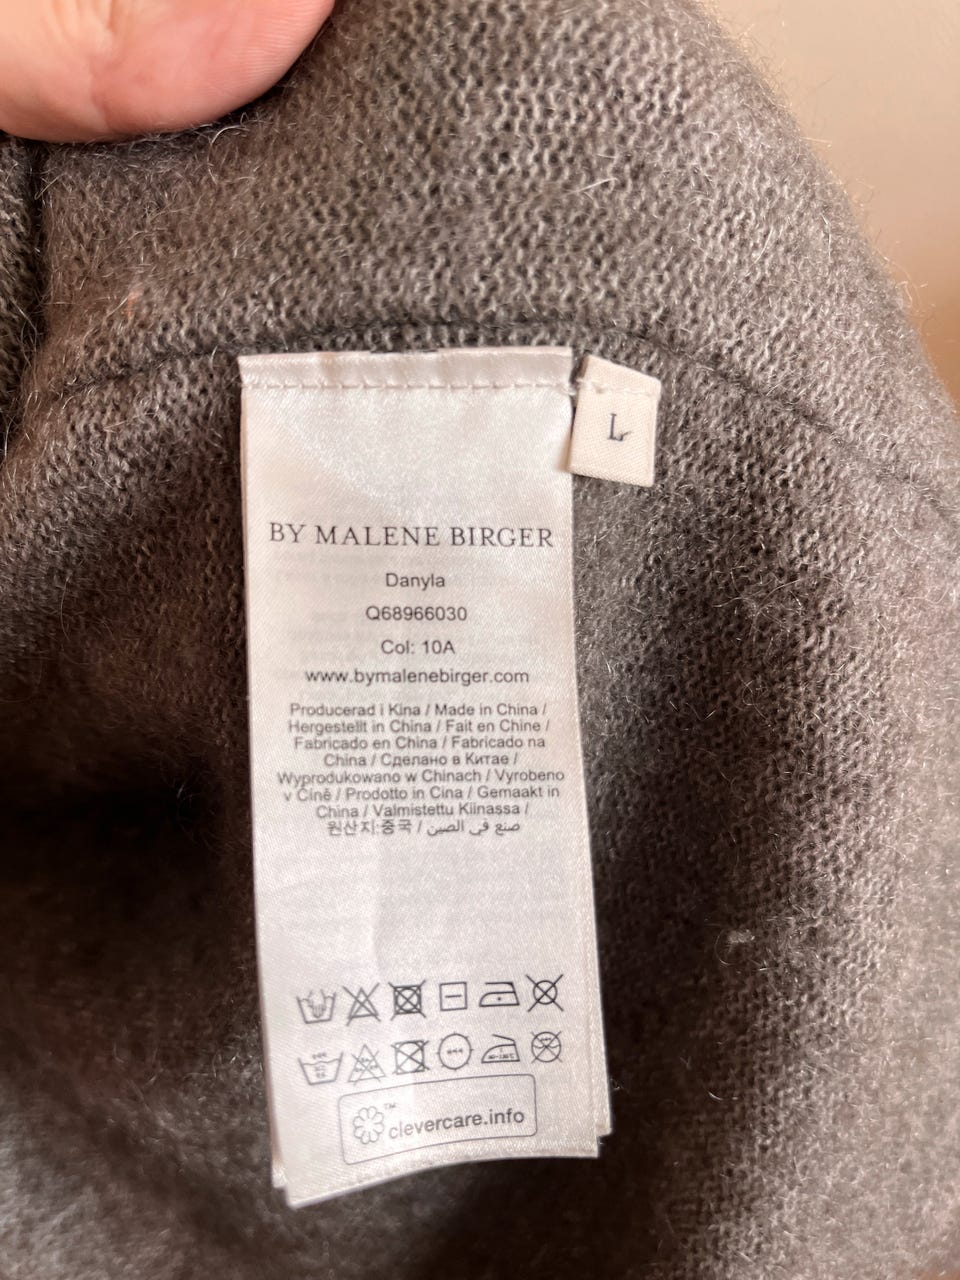 L
BY MALENE BIRGER
Danyla
Q68966030
Col: 10A
www.bymalenebirger.com
Producerad i Kina / Made in China /
Hergestellt in China / Fait en Chine /
Fabricado en China / Fabricado na
China / Сделано в Китае /
Wyprodukowano w Chinach / Vyrobeno
v Číně / Prodotto in Cina / Gemaakt in
China / Valmistettu Kiinassa /
원산지:중국 / صنع في الصين
clevercare.info